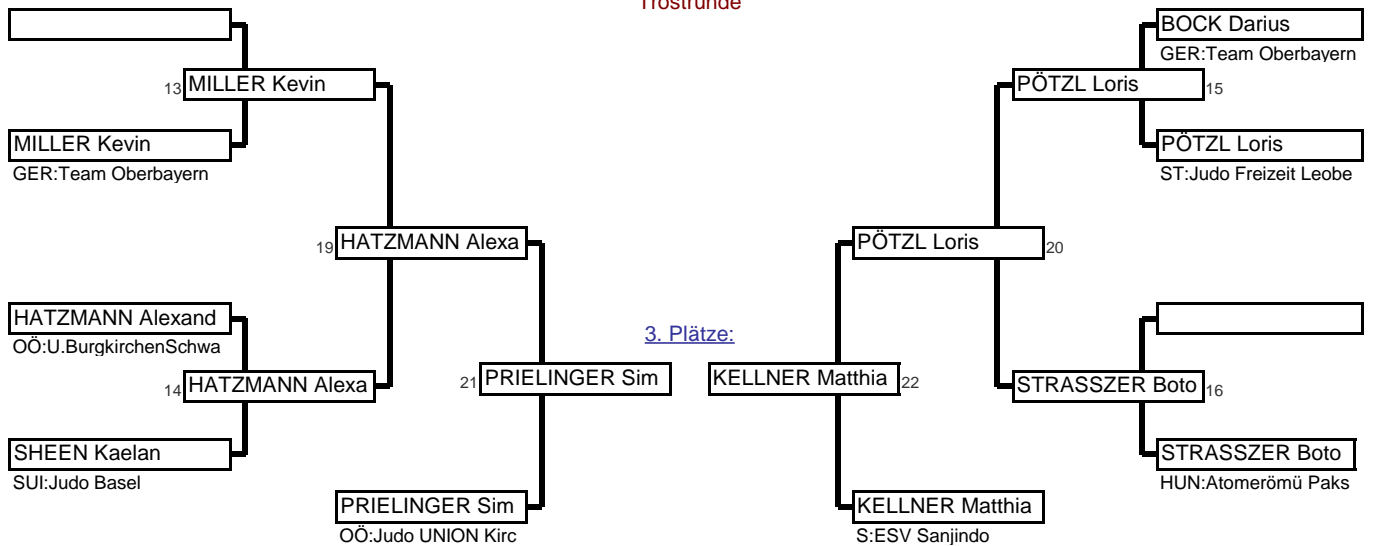 Trostrunde
BOCK Darius
GER:Team Oberbayern
13 MILLER Kevin
PÖTZL Loris 15
MILLER Kevin
GER:Team Oberbayern
PÖTZL Loris
ST:Judo Freizeit Leobe
19 HATZMANN Alexa
PÖTZL Loris 20
HATZMANN Alexand
OÖ:U.BurgkirchenSchwa
3. Plätze:
14 HATZMANN Alexa
21 PRIELINGER Sim
KELLNER Matthia 22
STRASSZER Boto 16
SHEEN Kaelan
SUI:Judo Basel
STRASSZER Boto
HUN:Atomerömü Paks
PRIELINGER Sim
OÖ:Judo UNION Kirc
KELLNER Matthia
S:ESV Sanjindo